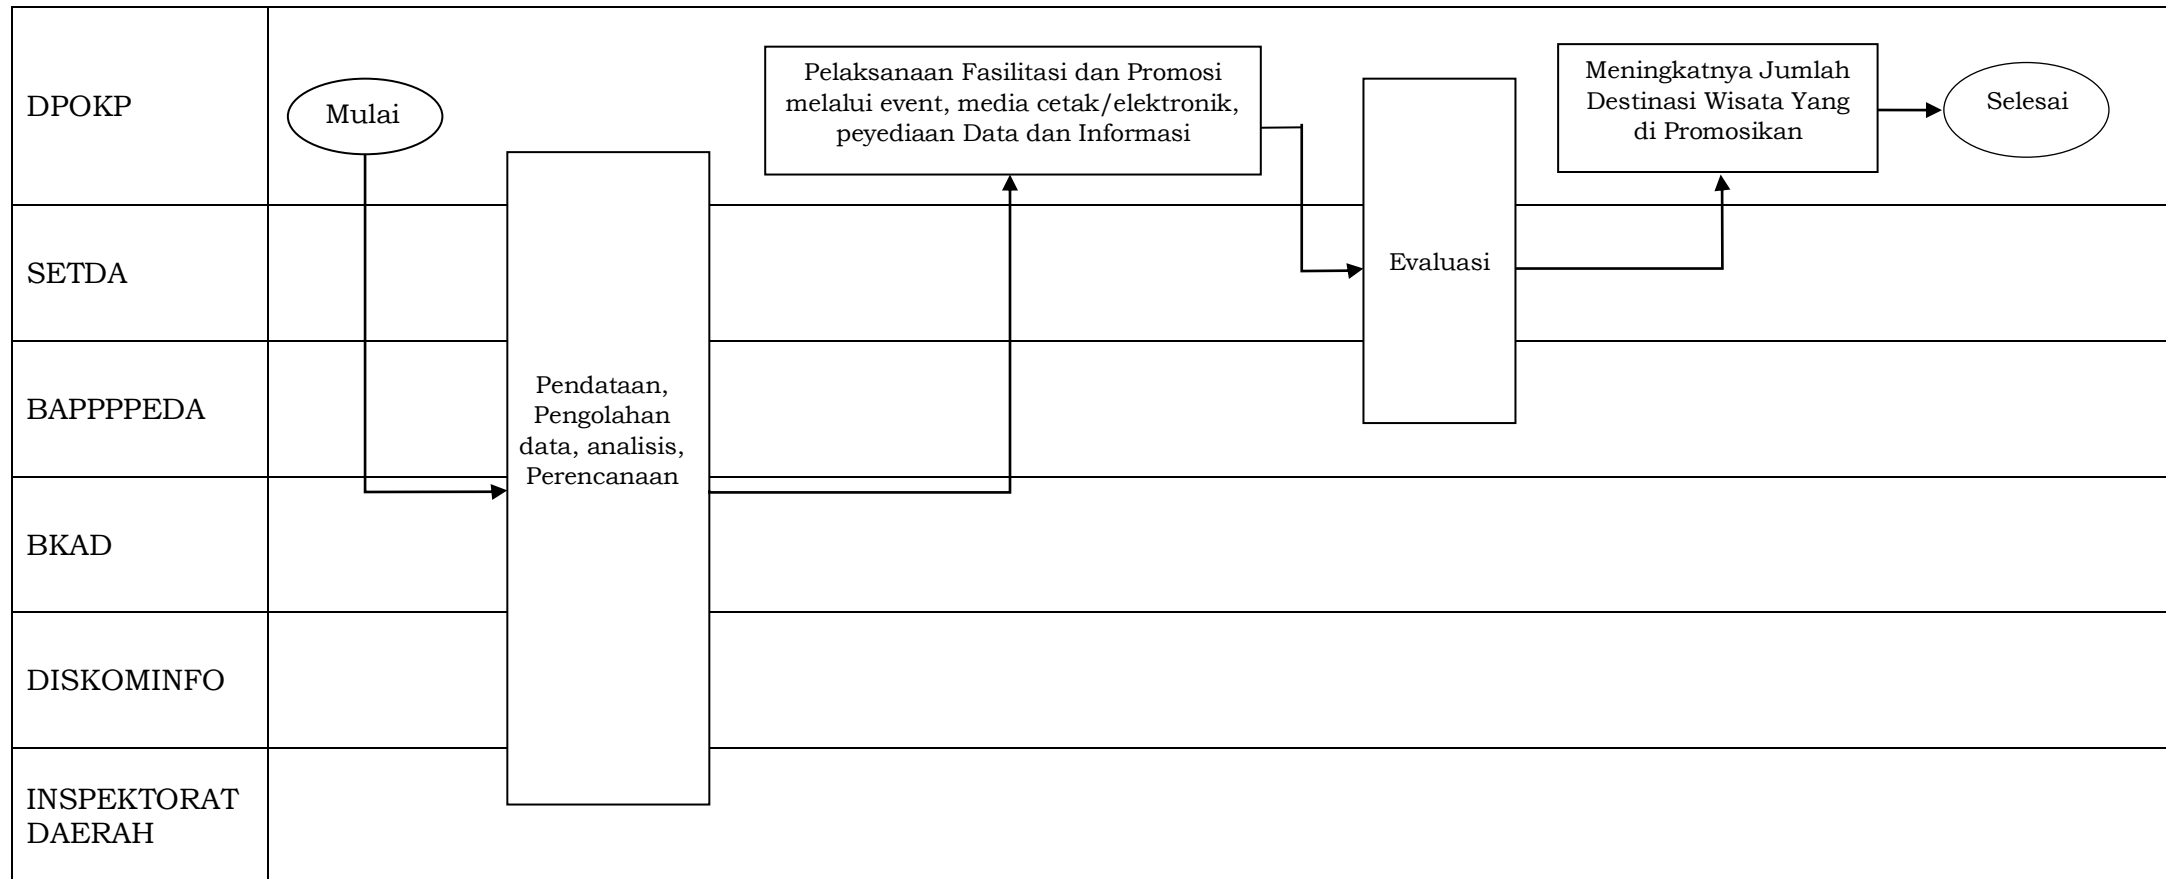 DPOKP
Mulai
Pelaksanaan Fasilitasi dan Promosi
melalui event, media cetak/elektronik,
peyediaan Data dan Informasi
Meningkatnya Jumlah
Destinasi Wisata Yang
di Promosikan
Selesai
SETDA
Evaluasi
BAPPPPEDA
Pendataan,
Pengolahan
data, analisis,
Perencanaan
BKAD
DISKOMINFO
INSPEKTORAT
DAERAH